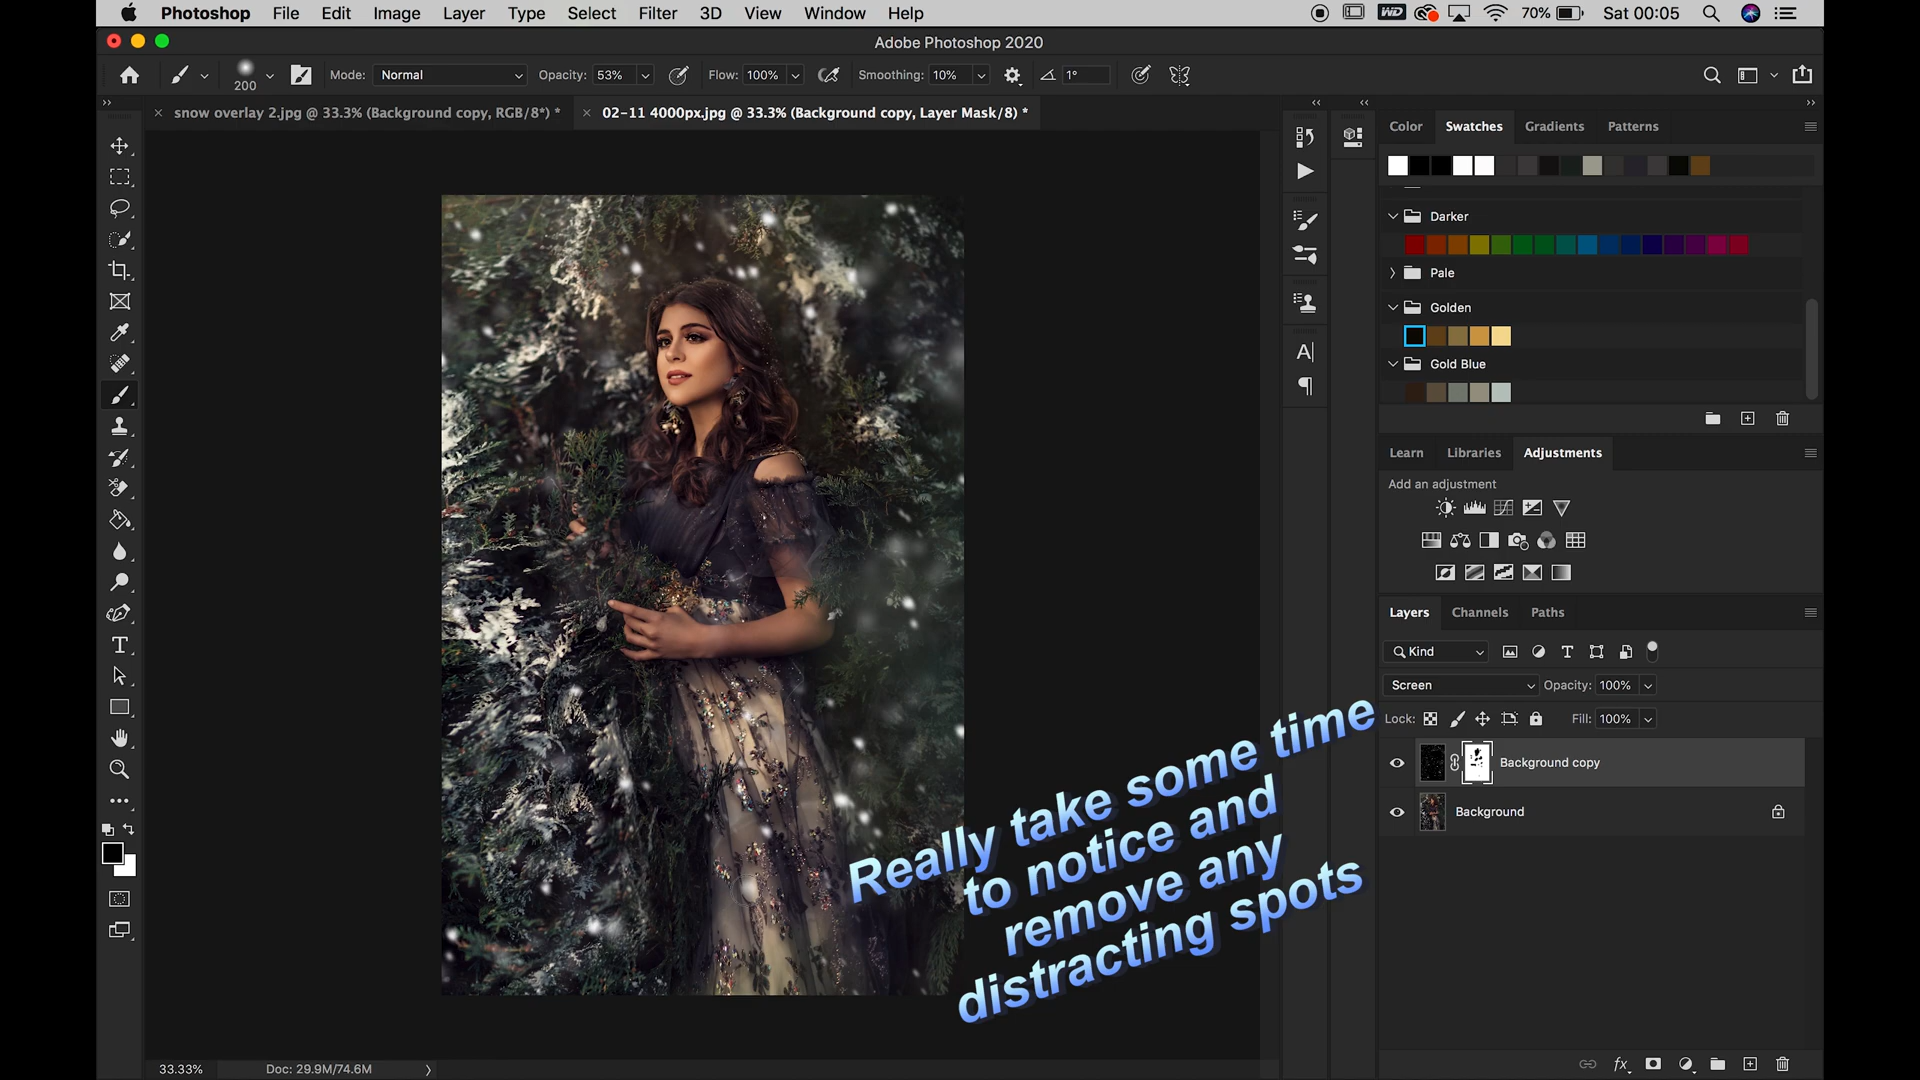 Photoshop File Edit Image Layer Type Select Filter 3D View Window Help
WD 70% Sat 00:05
Adobe Photoshop 2020
200 Mode: Normal Opacity: 53% Flow: 100% Smoothing: 10% 1°
snow overlay 2.jpg @ 33.3% (Background copy, RGB/8*) * 02-11 4000px.jpg @ 33.3% (Background copy, Layer Mask/8) *
Color Swatches Gradients Patterns
Darker
Pale
Golden
Gold Blue
Learn Libraries Adjustments
Add an adjustment
Layers Channels Paths
Kind
Screen Opacity: 100%
Lock: Fill: 100%
Background copy
Background
Really take some time
to notice and
remove any
distracting spots
33.33% Doc: 29.9M/74.6M
fx